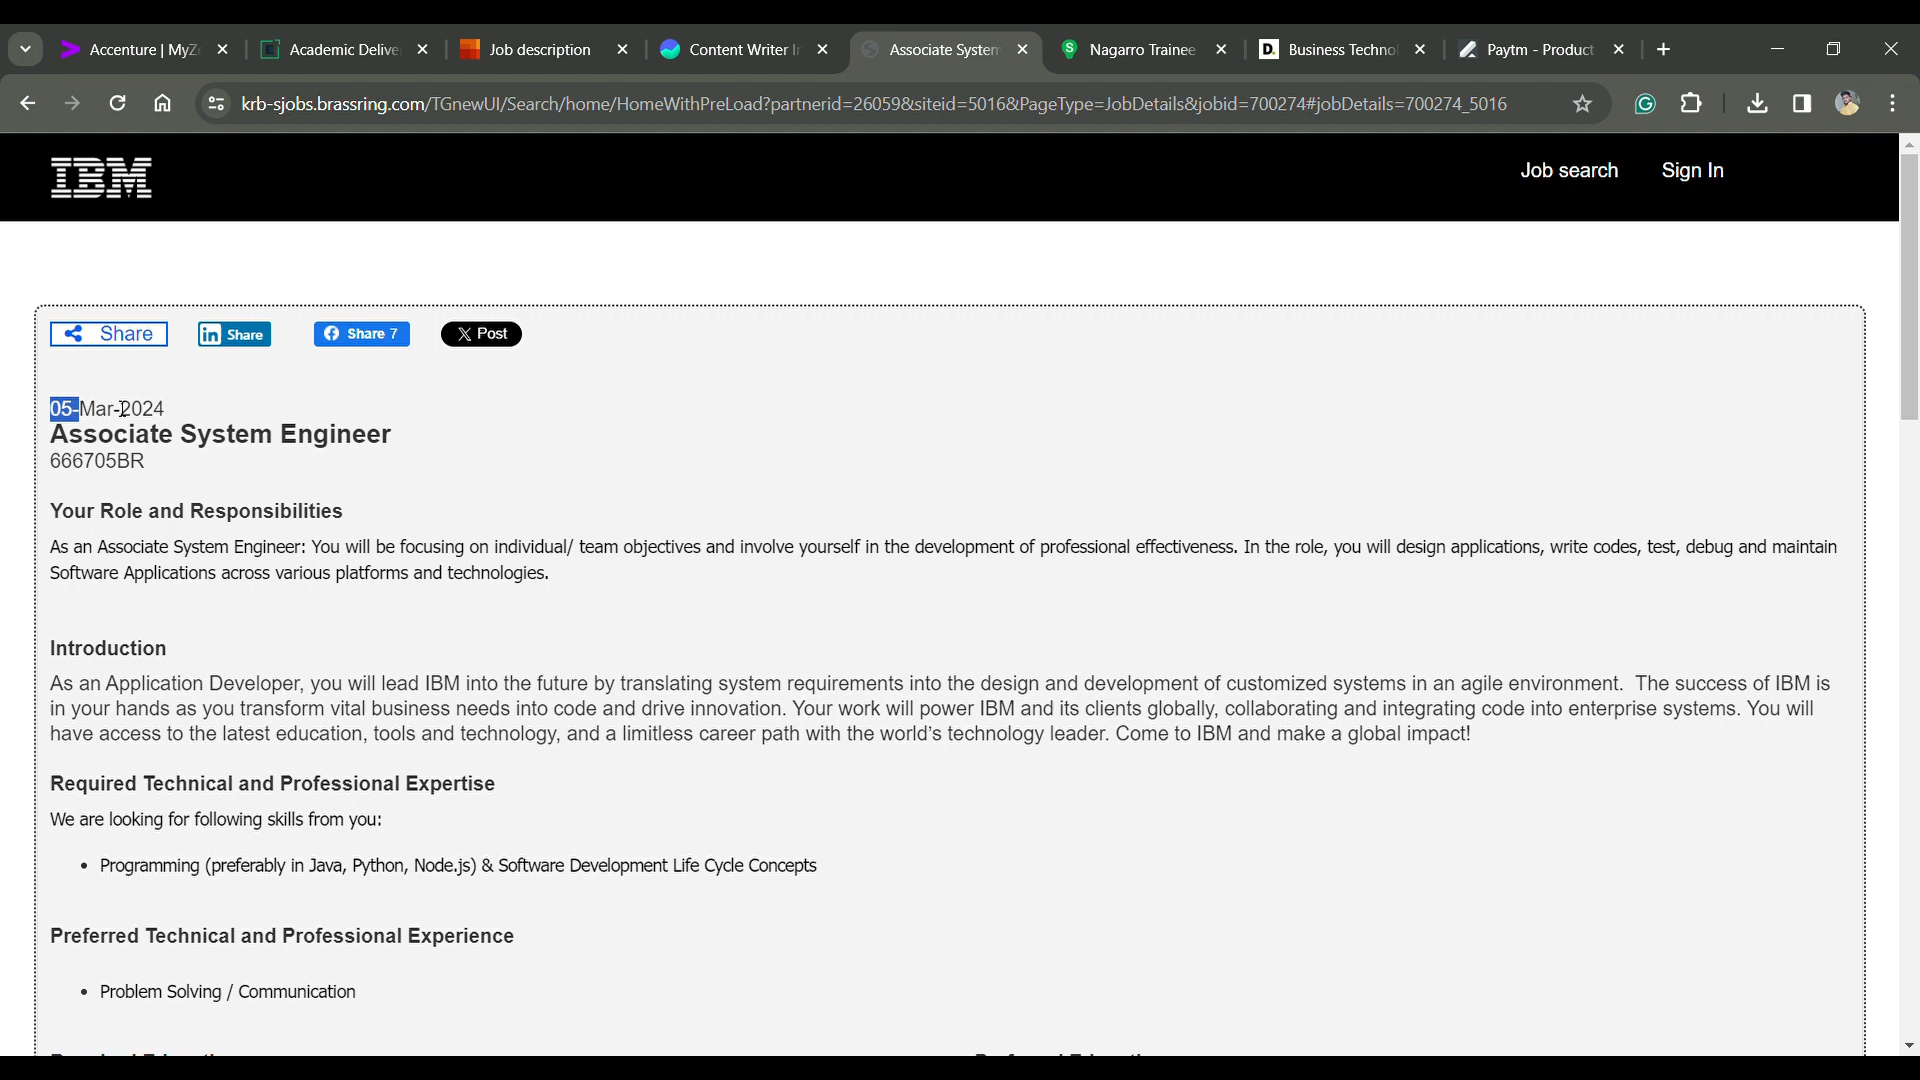 Accenture | MyZ
Academic Delive
Job description
Content Writer I
Associate System
Nagarro Trainee
Business Techno
Paytm - Product
krb-sjobs.brassring.com/TGnewUI/Search/home/HomeWithPreLoad?partnerid=26059&siteid=5016&PageType=JobDetails&jobid=700274#jobDetails=700274_5016
IBM
Job search
Sign In
Share
in Share
Share 7
X Post
05-Mar-2024
Associate System Engineer
666705BR
Your Role and Responsibilities
As an Associate System Engineer: You will be focusing on individual/ team objectives and involve yourself in the development of professional effectiveness. In the role, you will design applications, write codes, test, debug and maintain
Software Applications across various platforms and technologies.
Introduction
As an Application Developer, you will lead IBM into the future by translating system requirements into the design and development of customized systems in an agile environment.  The success of IBM is
in your hands as you transform vital business needs into code and drive innovation. Your work will power IBM and its clients globally, collaborating and integrating code into enterprise systems. You will
have access to the latest education, tools and technology, and a limitless career path with the world’s technology leader. Come to IBM and make a global impact!
Required Technical and Professional Expertise
We are looking for following skills from you:
• Programming (preferably in Java, Python, Node.js) & Software Development Life Cycle Concepts
Preferred Technical and Professional Experience
• Problem Solving / Communication